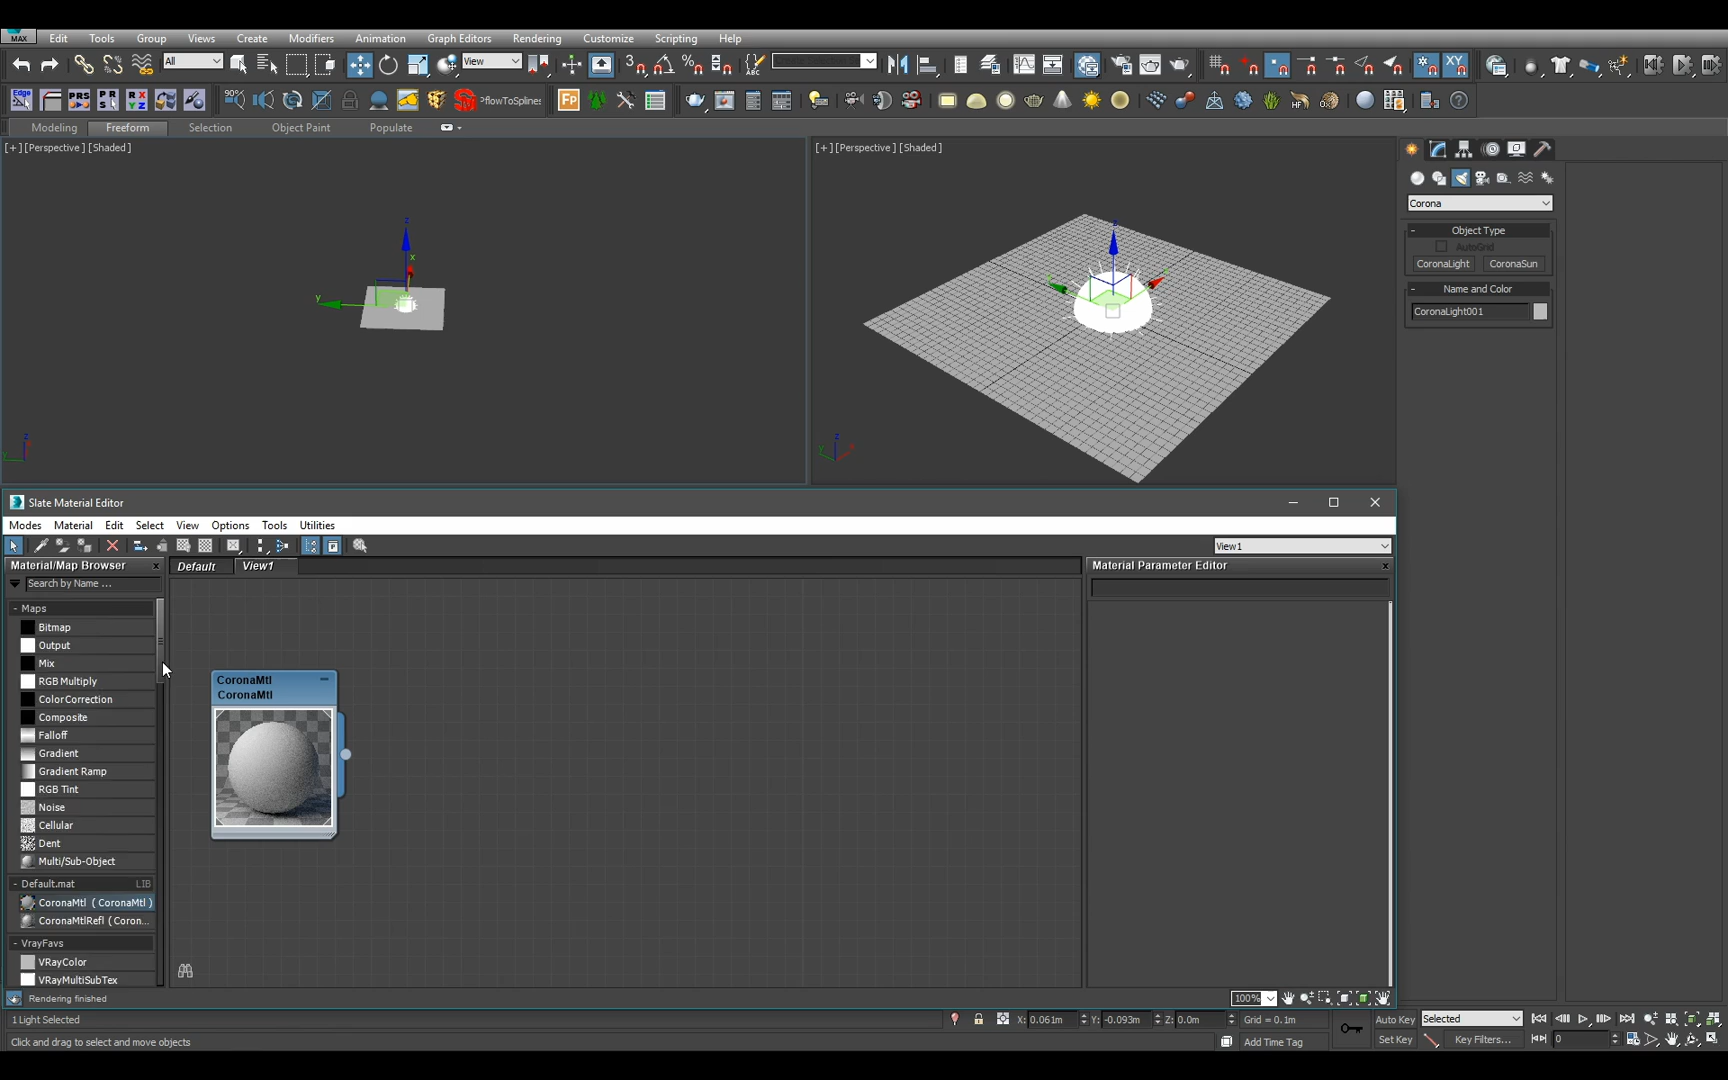 MAX Edit Tools Group Views Create Modifiers Animation Graph Editors Rendering Customize Scripting Help
All View
PflowToSplines
Modeling Freeform Selection Object Paint Populate
[+][Perspective][Shaded]
[+][Perspective][Shaded]
Corona
- Object Type
AutoGrid
CoronaLight CoronaSun
- Name and Color
CoronaLight001
Slate Material Editor
Modes Material Edit Select View Options Tools Utilities
View1
Material/Map Browser
Default View1
Material Parameter Editor
Search by Name ...
- Maps
Bitmap
Output
Mix
RGB Multiply
ColorCorrection
Composite
Falloff
Gradient
Gradient Ramp
RGB Tint
Noise
Cellular
Dent
Multi/Sub-Object
- Default.mat LIB
CoronaMtl ( CoronaMtl )
CoronaMtlRefl ( Coron...
- VrayFavs
VRayColor
VRayMultiSubTex
CoronaMtl
CoronaMtl
Rendering finished
100%
1 Light Selected
X: 0.061m Y: -0.093m Z: 0.0m Grid = 0.1m
Auto Key Selected
Click and drag to select and move objects
Add Time Tag
Set Key Key Filters... 0